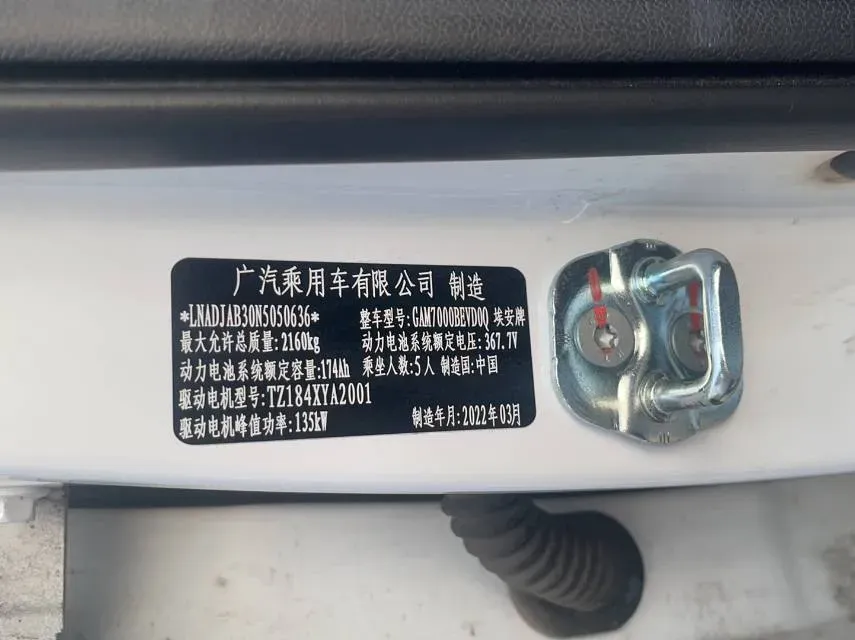 广汽乘用车有限公司 制造
*LNADJAB30N5050636* 整车型号:GAM7000BEVD0Q 埃安牌
最大允许总质量:2160kg 动力电池系统额定电压:367.7V
动力电池系统额定容量:174Ah 乘坐人数:5人 制造国:中国
驱动电机型号:TZ184XYA2001
驱动电机峰值功率:135kW 制造年月:2022年03月